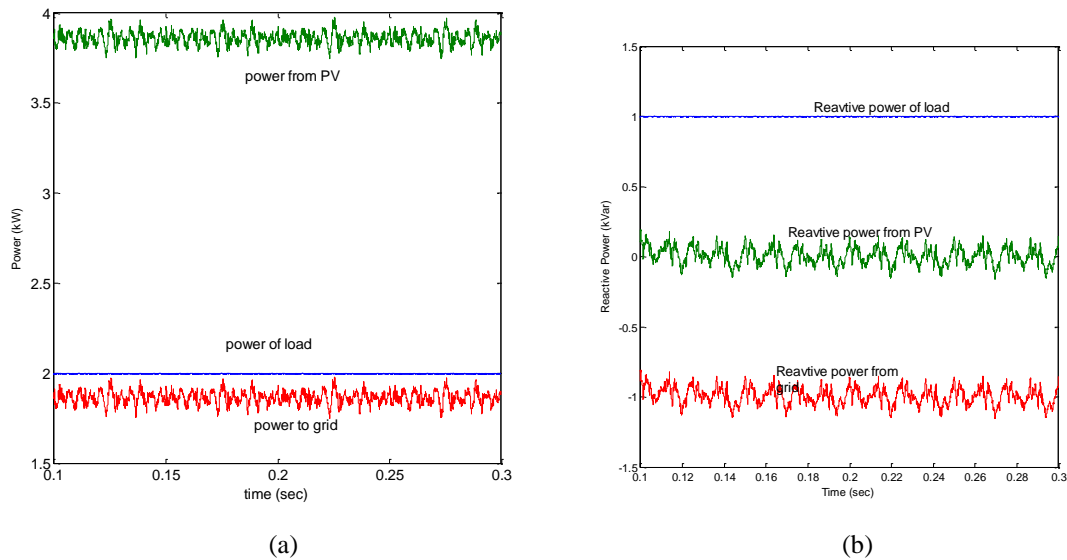 4
3.5
3
2.5
2
1.5
0.1
0.15
0.2
0.25
0.3
Power (kW)
time (sec)
power from PV
power of load
power to grid
(a)
1.5
1
0.5
0
-0.5
-1
-1.5
0.1
0.12
0.14
0.16
0.18
0.2
0.22
0.24
0.26
0.28
0.3
Reactive Power (kVar)
Time (sec)
Reavtive power of load
Reavtive power from PV
Reavtive power from
grid
(b)